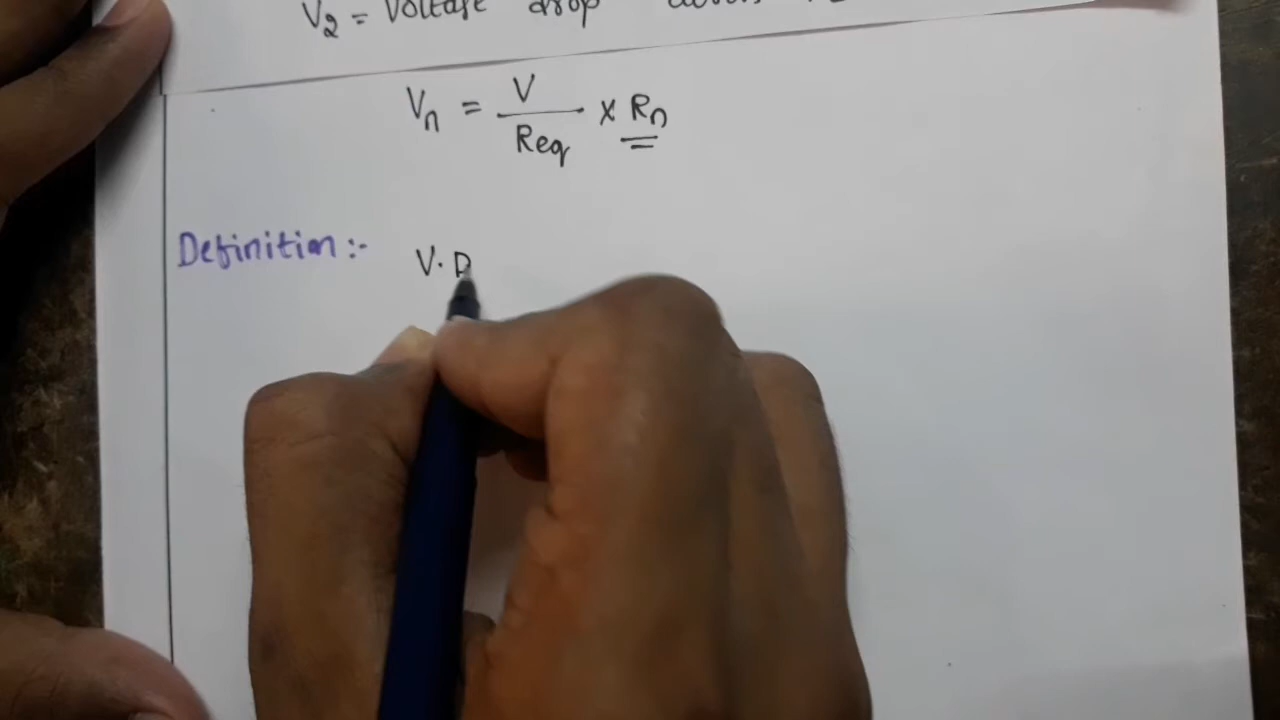 V2 = Voltage drop
Vn = V / Req × Rn
Definition :- V. D